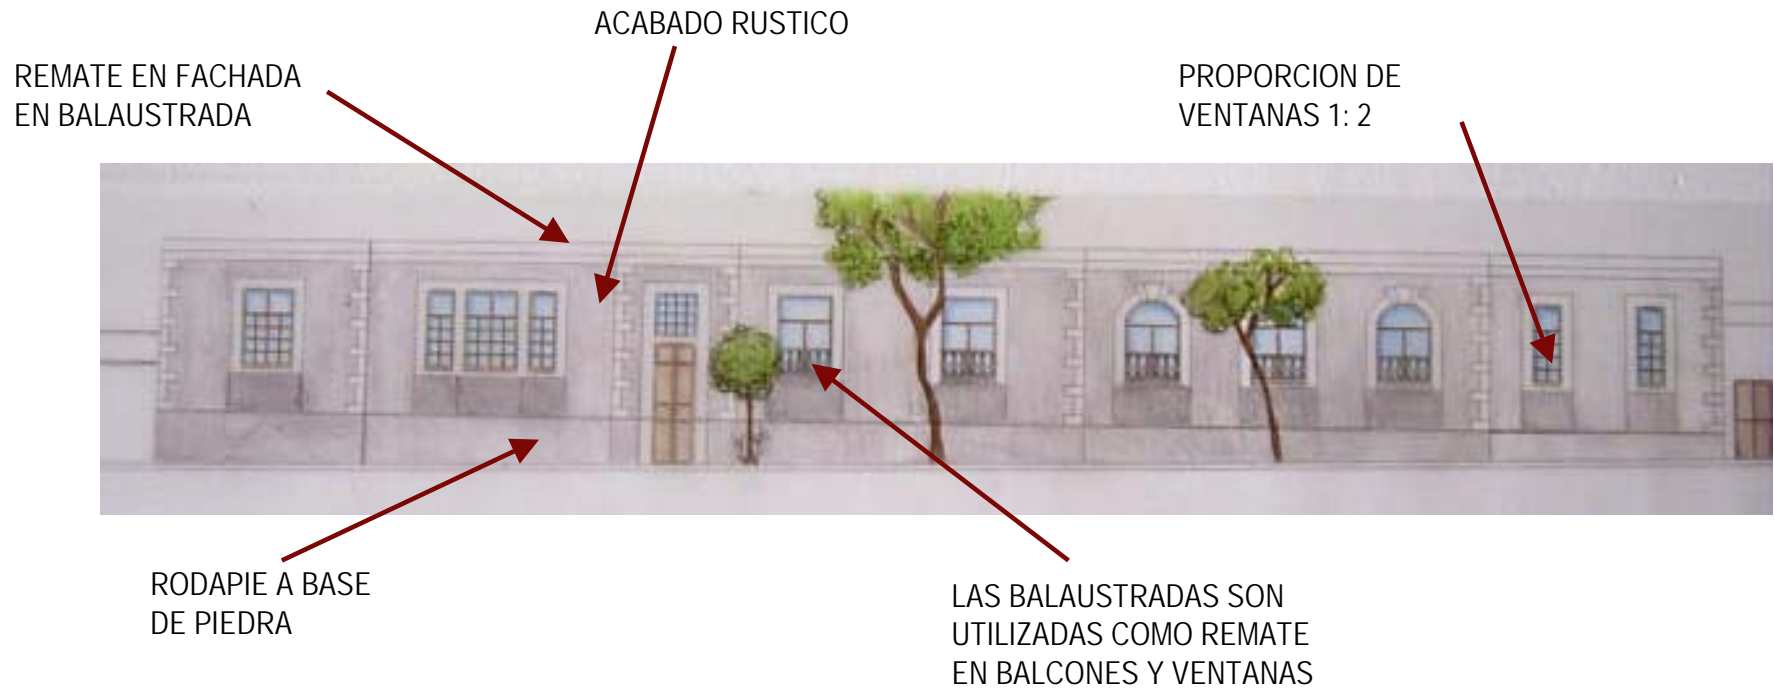 ACABADO RUSTICO
REMATE EN FACHADA
EN BALAUSTRADA
PROPORCION DE
VENTANAS 1: 2
RODAPIE A BASE
DE PIEDRA
LAS BALAUSTRADAS SON
UTILIZADAS COMO REMATE
EN BALCONES Y VENTANAS